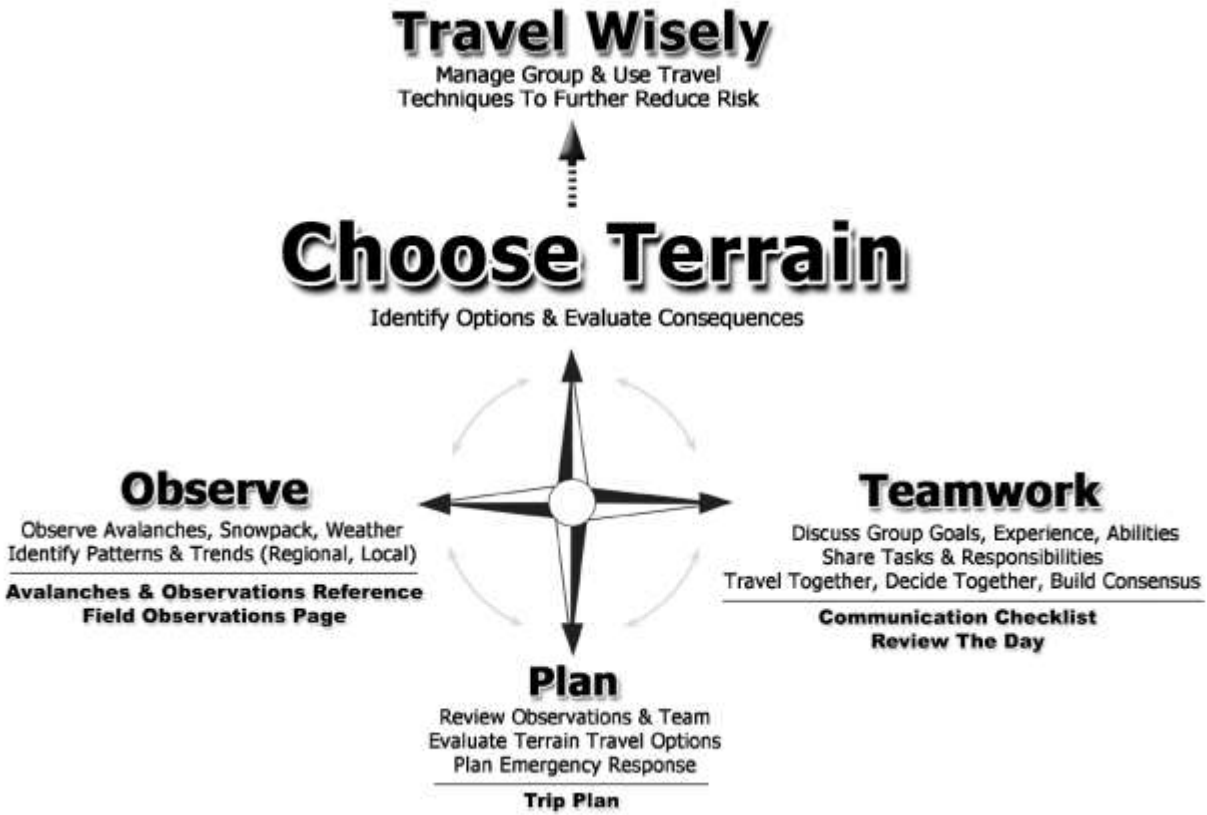 Travel Wisely
Manage Group & Use Travel
Techniques To Further Reduce Risk
Choose Terrain
Identify Options & Evaluate Consequences
Observe
Observe Avalanches, Snowpack, Weather
Identify Patterns & Trends (Regional, Local)
Avalanches & Observations Reference
Field Observations Page
Teamwork
Discuss Group Goals, Experience, Abilities
Share Tasks & Responsibilities
Travel Together, Decide Together, Build Consensus
Communication Checklist
Review The Day
Plan
Review Observations & Team
Evaluate Terrain Travel Options
Plan Emergency Response
Trip Plan